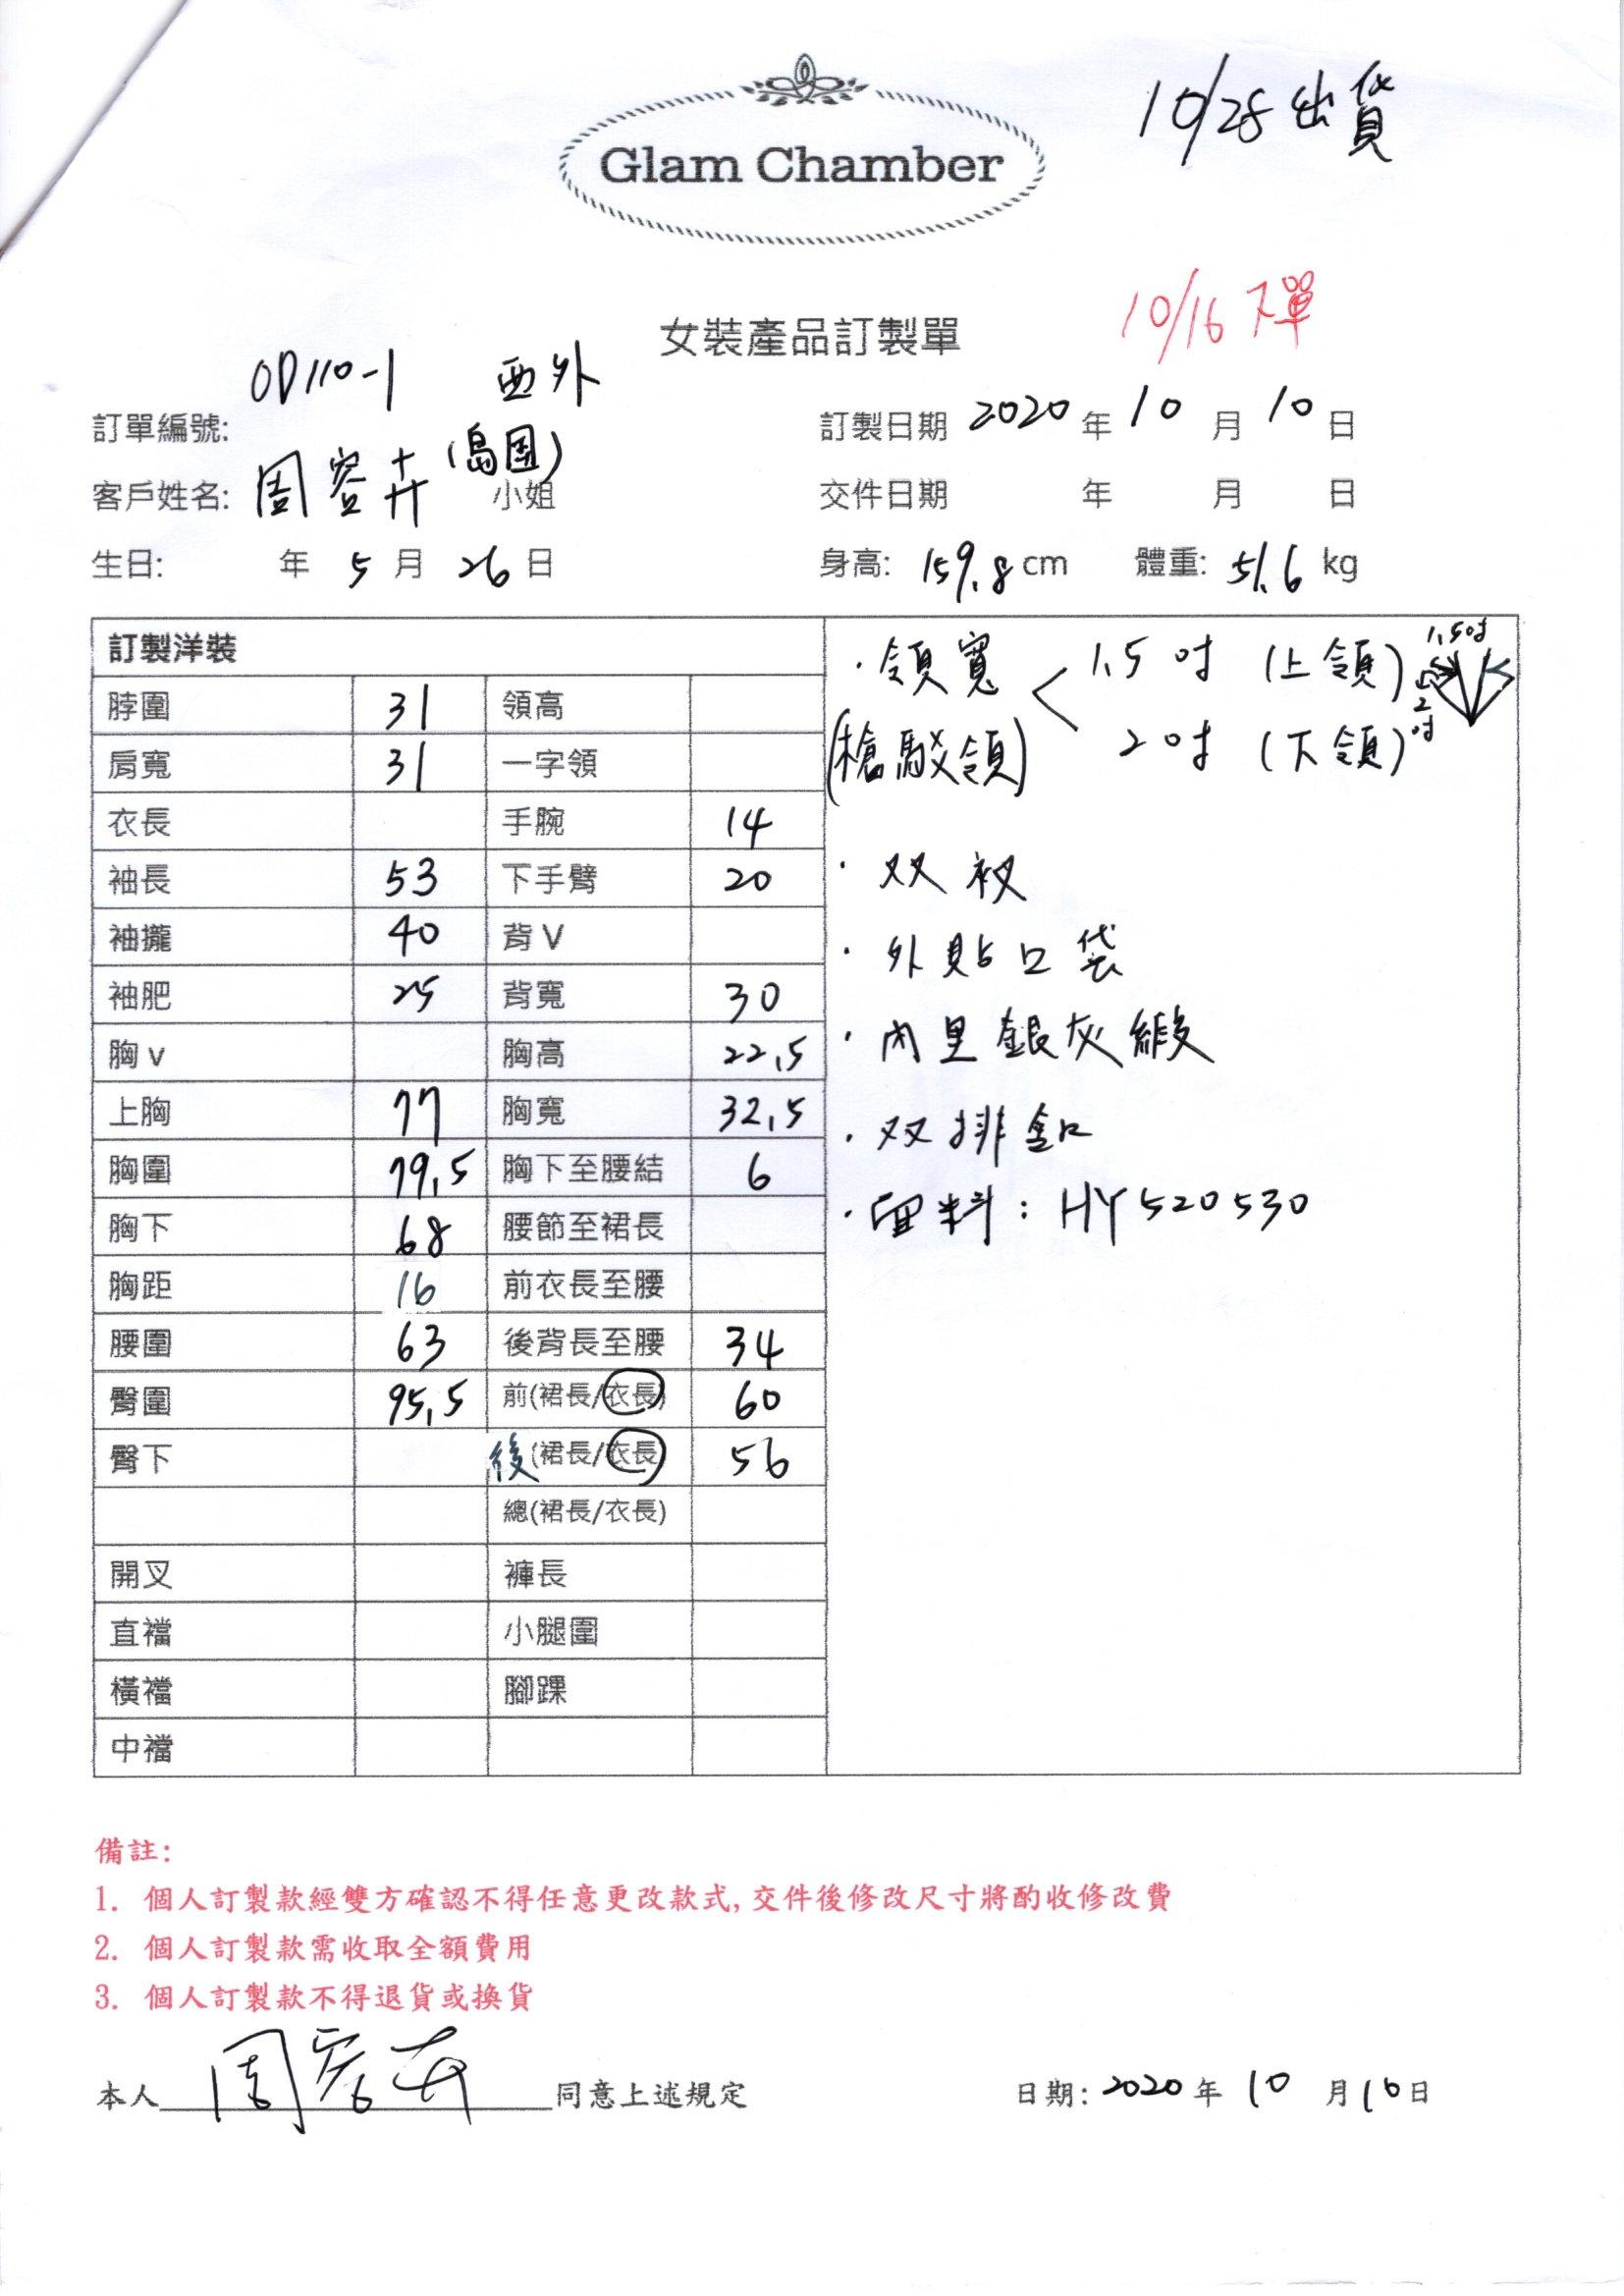 10/28 出貨
Glam Chamber
10/16 下單
女裝產品訂製單
OD110-1 西外
訂單編號:
訂製日期 2020 年 10 月 10 日
客戶姓名: 周容卉 (島国) 小姐
交件日期 年 月 日
生日: 年 5 月 26 日
身高: 159.8 cm 體重: 51.6 kg
訂製洋裝
脖圍 31 領高
肩寬 31 一字領
衣長 手腕 14
袖長 53 下手臂 20
袖攏 40 背V
袖肥 25 背寬 30
胸v 胸高 22.5
上胸 77 胸寬 32.5
胸圍 79.5 胸下至腰結 6
胸下 68 腰節至裙長
胸距 16 前衣長至腰
腰圍 63 後背長至腰 34
臀圍 95.5 前(裙長/衣長) 60
臀下 後(裙長/衣長) 56
總(裙長/衣長)
開叉 褲長
直襠 小腿圍
橫襠 腳踝
中襠
·領寬 1.5吋 (上領) 1.5吋
(槍駁領) 2吋 (下領) 2吋
·双衩
·外貼口袋
·內里銀灰緞
·双排釦
·面料: HY520530
備註:
1. 個人訂製款經雙方確認不得任意更改款式,交件後修改尺寸將酌收修改費
2. 個人訂製款需收取全額費用
3. 個人訂製款不得退貨或換貨
本人 周容卉 同意上述規定
日期: 2020 年 10 月 10 日